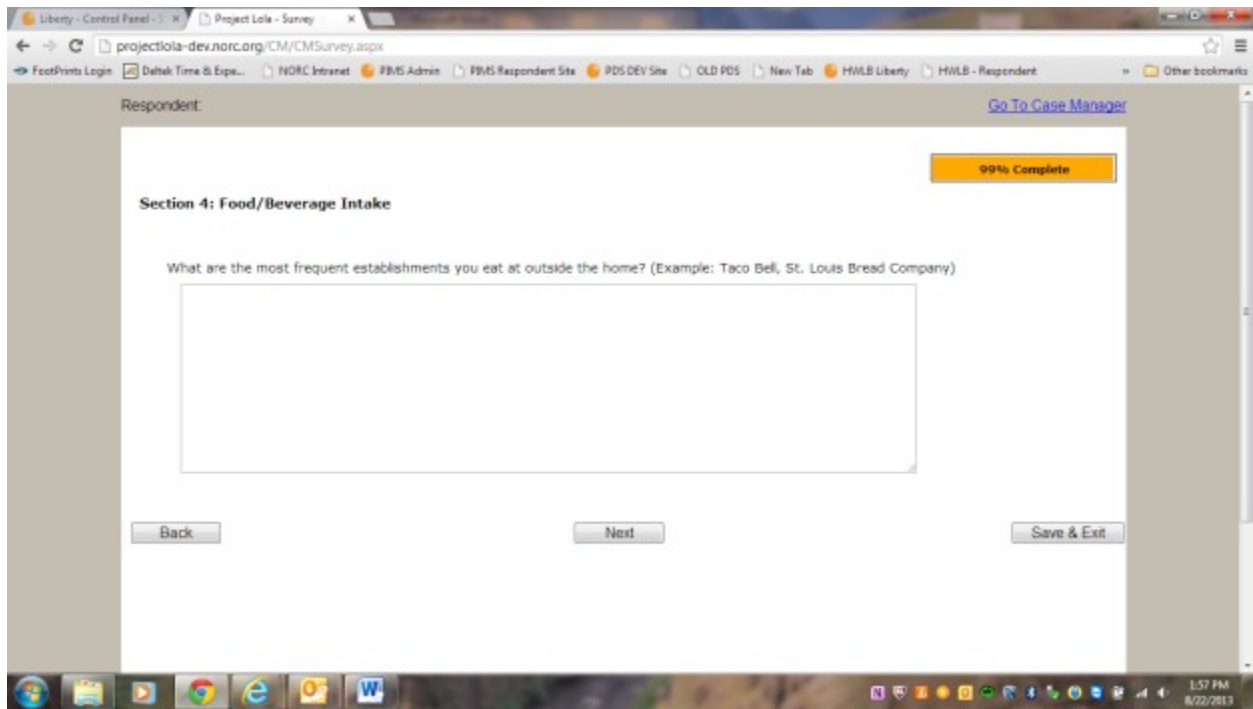 Liberty - Control Panel - S
Project Lola - Survey
projectlola-dev.norc.org/CM/CMSurvey.aspx
FootPrints Login Deltek Time & Expe... NORC Intranet PIMS Admin PIMS Respondent Site PDS DEV Site OLD PDS New Tab HWLB Liberty HWLB - Respondent » Other bookmarks
Respondent:
Go To Case Manager
99% Complete
Section 4: Food/Beverage Intake
What are the most frequent establishments you eat at outside the home? (Example: Taco Bell, St. Louis Bread Company)
Back
Next
Save & Exit
1:57 PM
8/22/2013